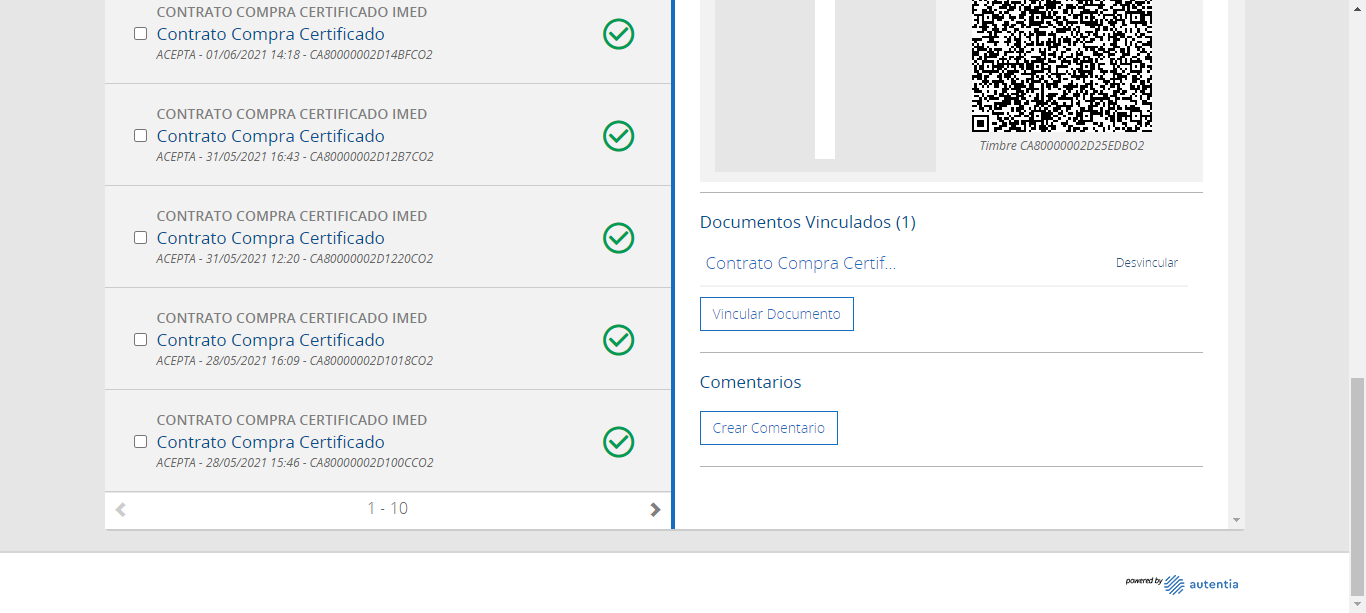 CONTRATO COMPRA CERTIFICADO IMED
Contrato Compra Certificado
ACEPTA - 01/06/2021 14:18 - CA80000002D14BFCO2
CONTRATO COMPRA CERTIFICADO IMED
Contrato Compra Certificado
ACEPTA - 31/05/2021 16:43 - CA80000002D12B7CO2
CONTRATO COMPRA CERTIFICADO IMED
Contrato Compra Certificado
ACEPTA - 31/05/2021 12:20 - CA80000002D1220CO2
CONTRATO COMPRA CERTIFICADO IMED
Contrato Compra Certificado
ACEPTA - 28/05/2021 16:09 - CA80000002D1018CO2
CONTRATO COMPRA CERTIFICADO IMED
Contrato Compra Certificado
ACEPTA - 28/05/2021 15:46 - CA80000002D100CCO2
1 - 10
Timbre CA80000002D25EDBO2
Documentos Vinculados (1)
Contrato Compra Certif...
Desvincular
Vincular Documento
Comentarios
Crear Comentario
powered by
autentia